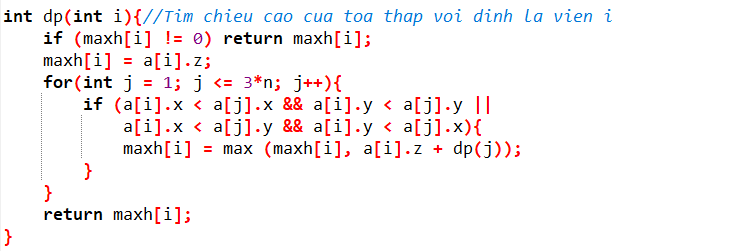 int dp(int i){//Tim chieu cao cua toa thap voi dinh la vien i
if (maxh[i] != 0) return maxh[i];
maxh[i] = a[i].z;
for(int j = 1; j <= 3*n; j++){
if (a[i].x < a[j].x && a[i].y < a[j].y ||
a[i].x < a[j].y && a[i].y < a[j].x){
maxh[i] = max (maxh[i], a[i].z + dp(j));
}
}
return maxh[i];
}